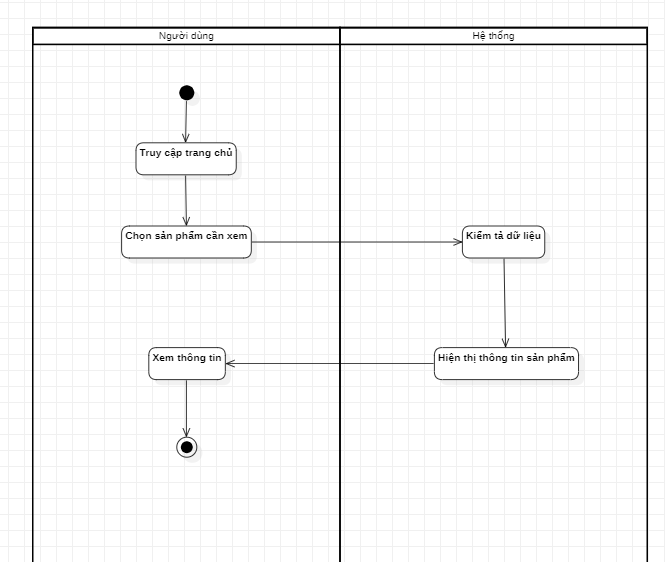 Người dùng
Hệ thống
Truy cập trang chủ
Chọn sản phẩm cần xem
Kiểm tả dữ liệu
Xem thông tin
Hiện thị thông tin sản phẩm